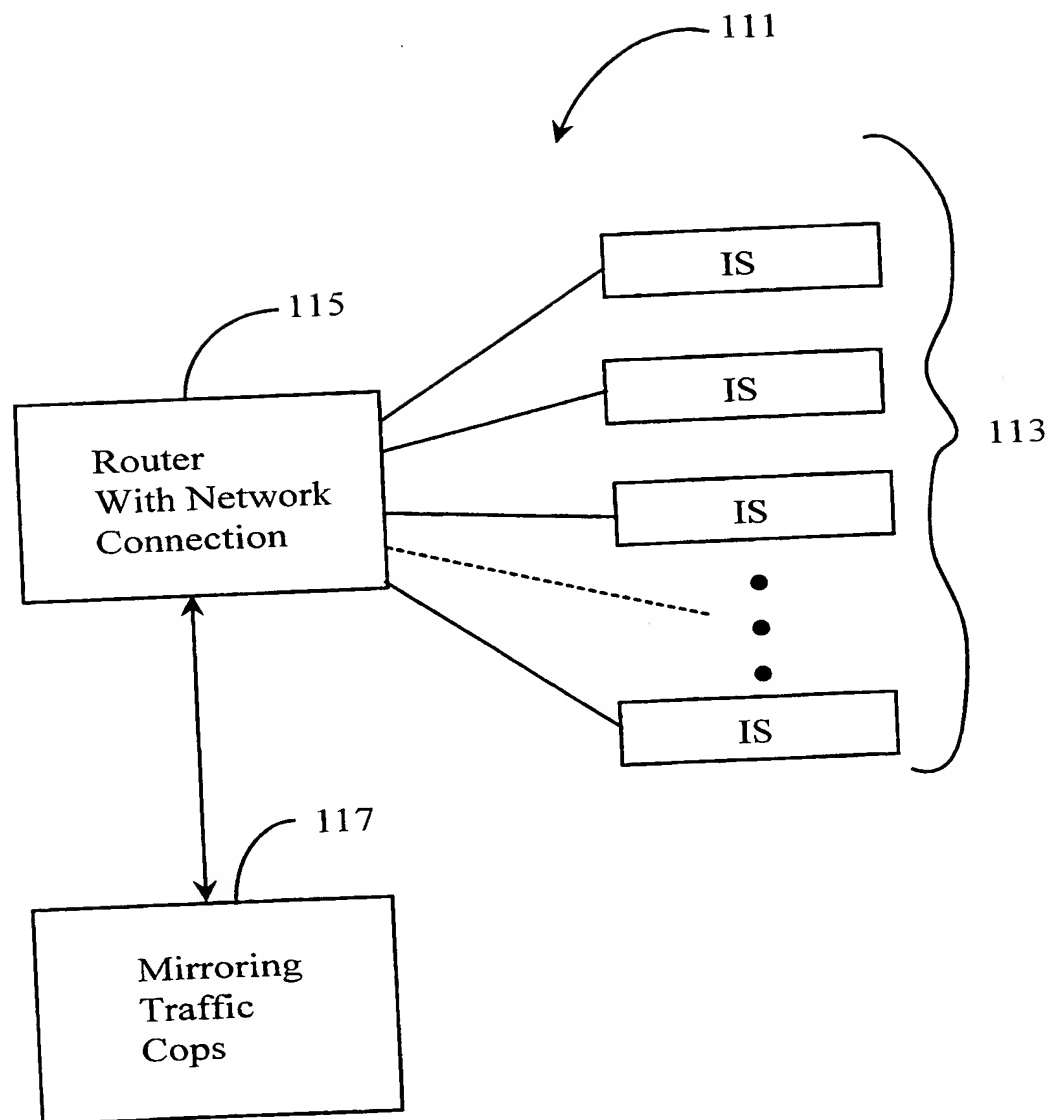 111
IS
115
IS
113
Router
With Network
Connection
IS
IS
117
Mirroring
Traffic
Cops